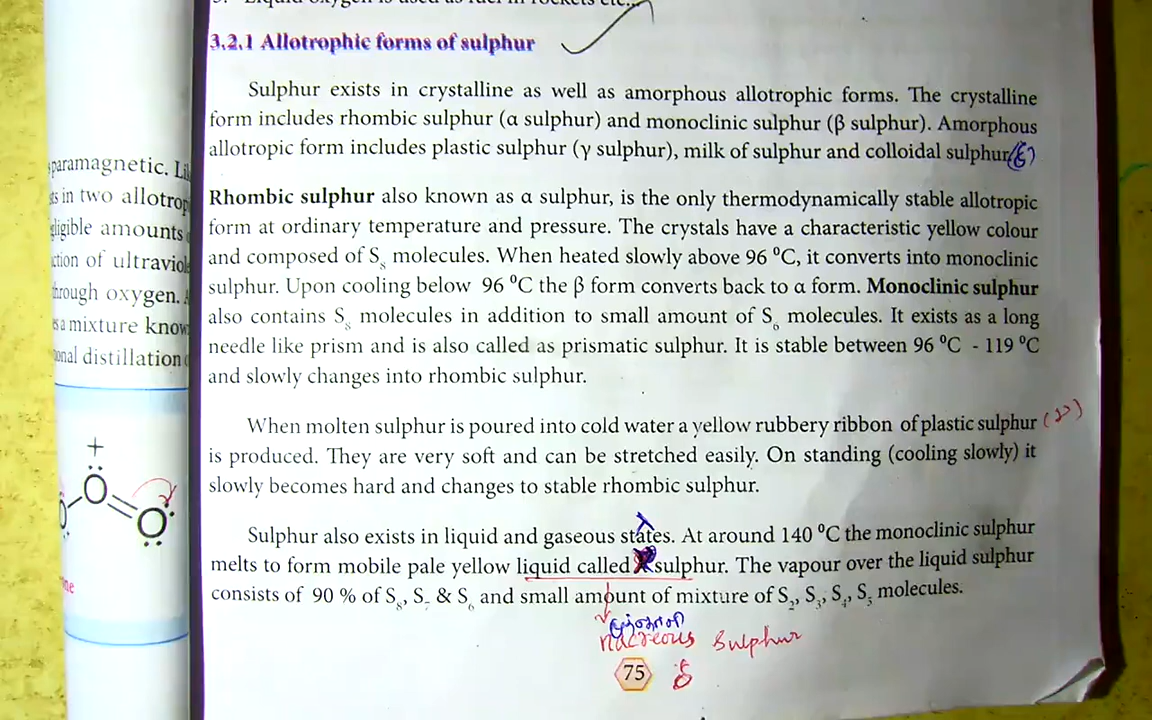 3.2.1 Allotrophic forms of sulphur
Sulphur exists in crystalline as well as amorphous allotrophic forms. The crystalline
form includes rhombic sulphur (α sulphur) and monoclinic sulphur (β sulphur). Amorphous
allotropic form includes plastic sulphur (γ sulphur), milk of sulphur and colloidal sulphur
Rhombic sulphur also known as α sulphur, is the only thermodynamically stable allotropic
form at ordinary temperature and pressure. The crystals have a characteristic yellow colour
and composed of S₈ molecules. When heated slowly above 96 ⁰C, it converts into monoclinic
sulphur. Upon cooling below 96 ⁰C the β form converts back to α form. Monoclinic sulphur
also contains S₈ molecules in addition to small amount of S₆ molecules. It exists as a long
needle like prism and is also called as prismatic sulphur. It is stable between 96 ⁰C - 119 ⁰C
and slowly changes into rhombic sulphur.
When molten sulphur is poured into cold water a yellow rubbery ribbon of plastic sulphur
is produced. They are very soft and can be stretched easily. On standing (cooling slowly) it
slowly becomes hard and changes to stable rhombic sulphur.
Sulphur also exists in liquid and gaseous states. At around 140 ⁰C the monoclinic sulphur
λ
melts to form mobile pale yellow liquid called sulphur. The vapour over the liquid sulphur
consists of 90 % of S₈, S₇ & S₆ and small amount of mixture of S₂, S₃, S₄, S₅ molecules.
nacreous Sulphur
75
paramagnetic.
in two
amounts
of
through oxygen.
a mixture
distillation
+
O
O